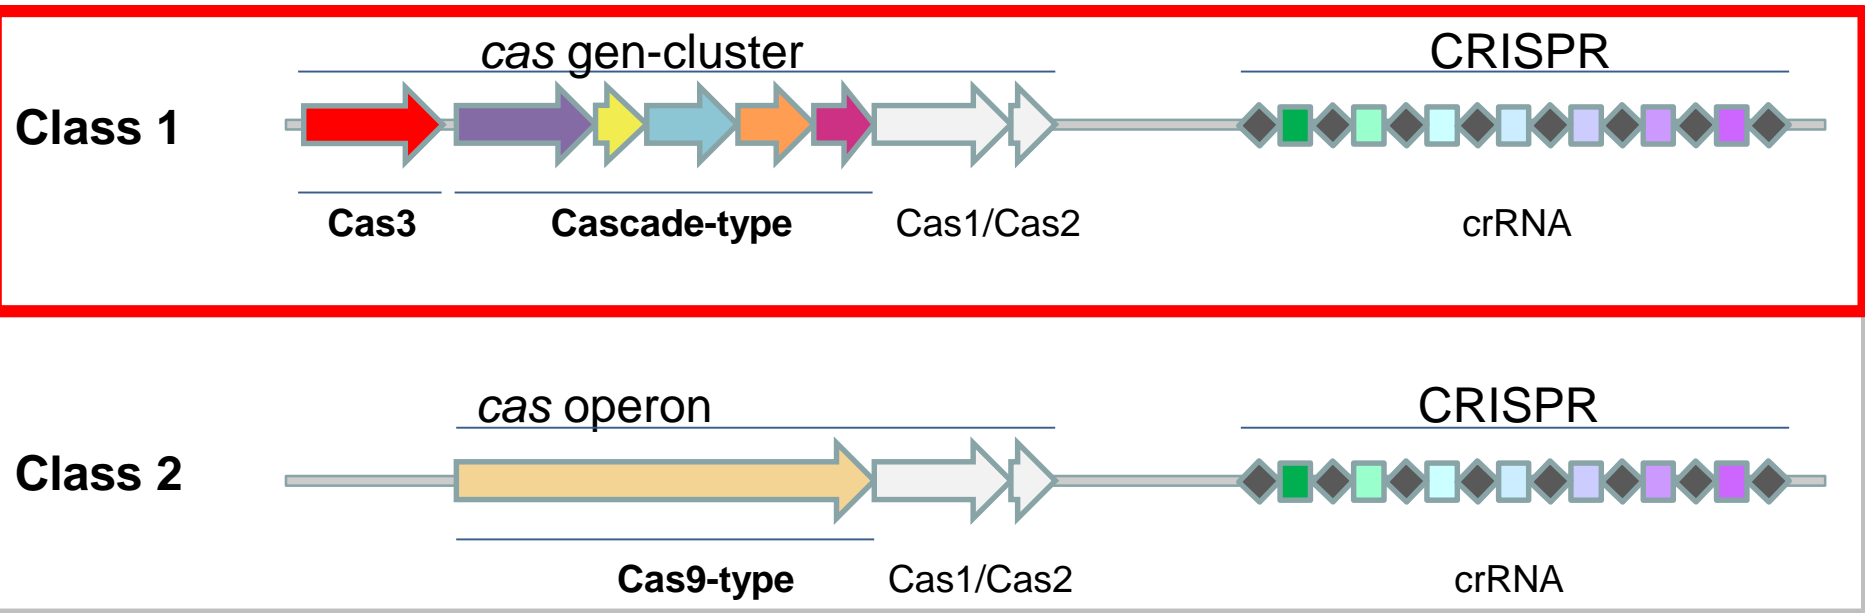 cas gen-cluster CRISPR
Class 1
Cas3 Cascade-type Cas1/Cas2 crRNA
cas operon CRISPR
Class 2
Cas9-type Cas1/Cas2 crRNA